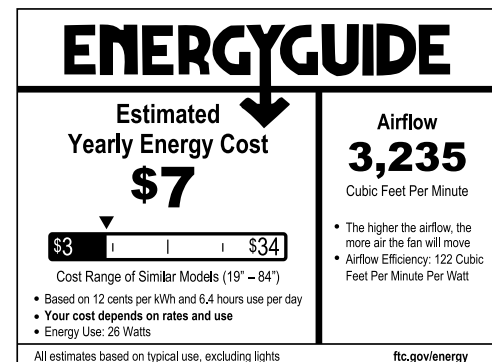 ENERGYGUIDE
Estimated
Yearly Energy Cost
$7
$3
$34
Cost Range of Similar Models (19" – 84")
• Based on 12 cents per kWh and 6.4 hours use per day
• Your cost depends on rates and use
• Energy Use: 26 Watts
Airflow
3,235
Cubic Feet Per Minute
• The higher the airflow, the
more air the fan will move
• Airflow Efficiency: 122 Cubic
Feet Per Minute Per Watt
All estimates based on typical use, excluding lights
ftc.gov/energy